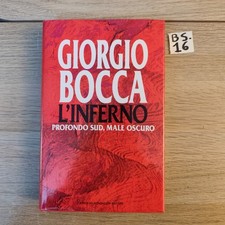 GIORGIO
BOCCA
L'INFERNO
PROFONDO SUD, MALE OSCURO
BS.
16